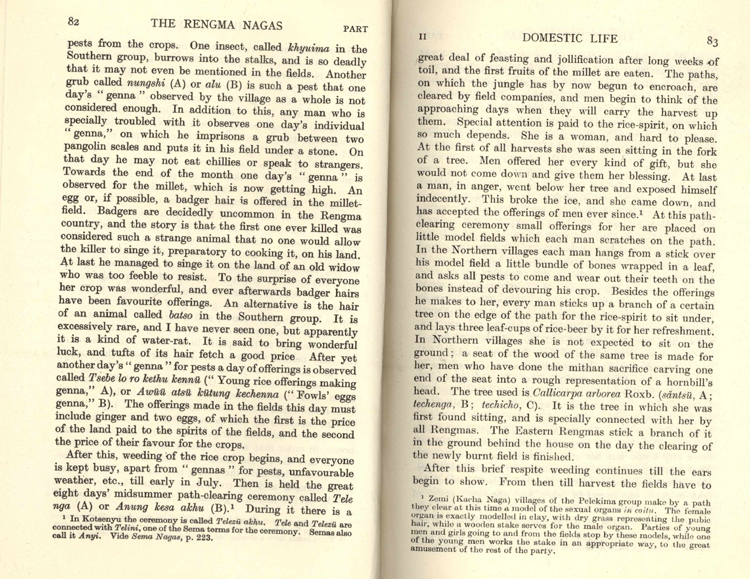 82 THE RENGMA NAGAS PART
pests from the crops. One insect, called khyuima in the
Southern group, burrows into the stalks, and is so deadly
that it may not even be mentioned in the fields. Another
grub called nungshi (A) or alu (B) is such a pest that one
day's "genna" observed by the village as a whole is not
considered enough. In addition to this, any man who is
specially troubled with it observes one day's individual
"genna," on which he imprisons a grub between two
pangolin scales and puts it in his field under a stone. On
that day he may not eat chillies or speak to strangers.
Towards the end of the month one day's "genna" is
observed for the millet, which is now getting high. An
egg or, if possible, a badger hair is offered in the millet-
field. Badgers are decidedly uncommon in the Rengma
country, and the story is that the first one ever killed was
considered such a strange animal that no one would allow
the killer to singe it, preparatory to cooking it, on his land.
At last he managed to singe it on the land of an old widow
who was too feeble to resist. To the surprise of everyone
her crop was wonderful, and ever afterwards badger hairs
have been favourite offerings. An alternative is the hair
of an animal called batso in the Southern group. It is
excessively rare, and I have never seen one, but apparently
it is a kind of water-rat. It is said to bring wonderful
luck, and tufts of its hair fetch a good price After yet
another day's "genna" for pests a day of offerings is observed
called Tsebe lo ro kethu kennü ("Young rice offerings making
genna," A), or Awüü atsü kütung kechenna ("Fowls' eggs
genna," B). The offerings made in the fields this day must
include ginger and two eggs, of which the first is the price
of the land paid to the spirits of the fields, and the second
the price of their favour for the crops.
After this, weeding of the rice crop begins, and everyone
is kept busy, apart from "gennas" for pests, unfavourable
weather, etc., till early in July. Then is held the great
eight days' midsummer path-clearing ceremony called Tele
nga (A) or Anung kesa akhu (B).¹ During it there is a
¹ In Kotsenyu the ceremony is called Telezü akhu. Tele and Telezü are
connected with Telini, one of the Sema terms for the ceremony. Semas also
call it Anyi. Vide Sema Nagas, p. 223.
II DOMESTIC LIFE 83
great deal of feasting and jollification after long weeks of
toil, and the first fruits of the millet are eaten. The paths,
on which the jungle has by now begun to encroach, are
cleared by field companies, and men begin to think of the
approaching days when they will carry the harvest up
them. Special attention is paid to the rice-spirit, on which
so much depends. She is a woman, and hard to please.
At the first of all harvests she was seen sitting in the fork
of a tree. Men offered her every kind of gift, but she
would not come down and give them her blessing. At last
a man, in anger, went below her tree and exposed himself
indecently. This broke the ice, and she came down, and
has accepted the offerings of men ever since.¹ At this path-
clearing ceremony small offerings for her are placed on
little model fields which each man scratches on the path.
In the Northern villages each man hangs from a stick over
his model field a little bundle of bones wrapped in a leaf,
and asks all pests to come and wear out their teeth on the
bones instead of devouring his crop. Besides the offerings
he makes to her, every man sticks up a branch of a certain
tree on the edge of the path for the rice-spirit to sit under,
and lays three leaf-cups of rice-beer by it for her refreshment.
In Northern villages she is not expected to sit on the
ground; a seat of the wood of the same tree is made for
her, men who have done the mithan sacrifice carving one
end of the seat into a rough representation of a hornbill's
head. The tree used is Callicarpa arborea Roxb. (säntsü, A;
techenga, B; techicho, C). It is the tree in which she was
first found sitting, and is specially connected with her by
all Rengmas. The Eastern Rengmas stick a branch of it
in the ground behind the house on the day the clearing of
the newly burnt field is finished.
After this brief respite weeding continues till the ears
begin to show. From then till harvest the fields have to
¹ Zemi (Kacha Naga) villages of the Pelekima group make by a path
they clear at this time a model of the sexual organs in coitu. The female
organ is exactly modelled in clay, with dry grass representing the pubic
hair, while a wooden stake serves for the male organ. Parties of young
men and girls going to and from the fields stop by these models, while one
of the young men works the stake in an appropriate way, to the great
amusement of the rest of the party.